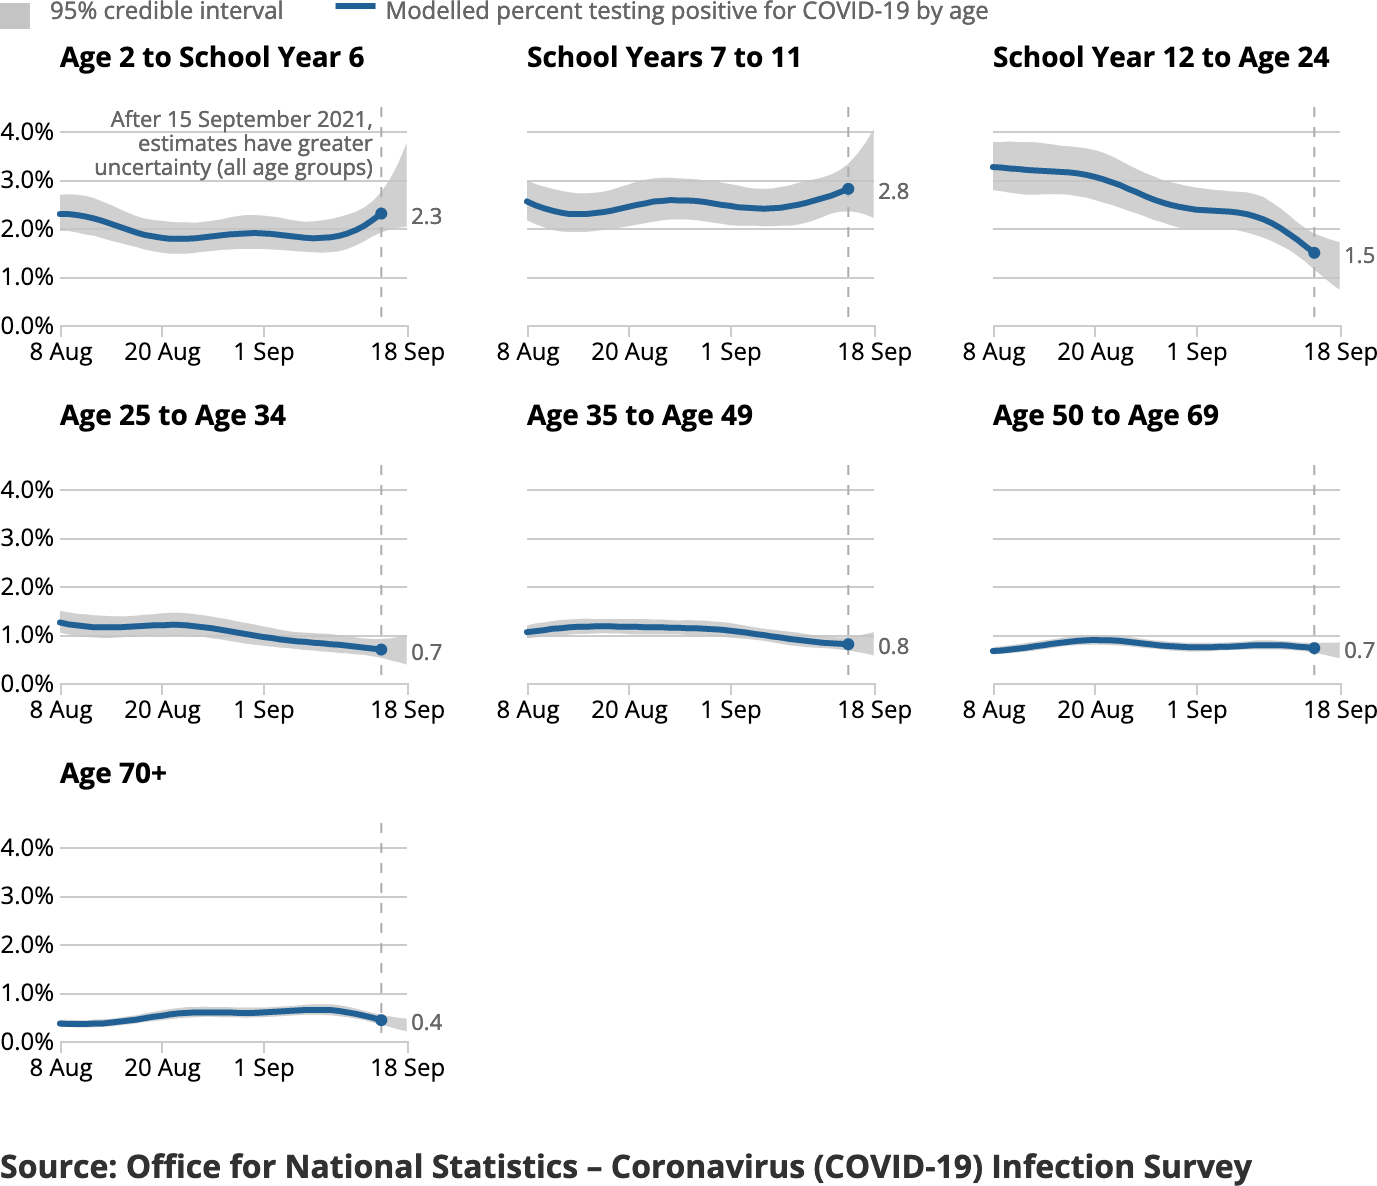 95% credible interval
Modelled percent testing positive for COVID-19 by age
Age 2 to School Year 6
School Years 7 to 11
School Year 12 to Age 24
After 15 September 2021,
estimates have greater
uncertainty (all age groups)
4.0%
3.0%
2.0%
1.0%
0.0%
2.3
2.8
1.5
8 Aug 20 Aug 1 Sep 18 Sep
8 Aug 20 Aug 1 Sep 18 Sep
8 Aug 20 Aug 1 Sep 18 Sep
Age 25 to Age 34
Age 35 to Age 49
Age 50 to Age 69
4.0%
3.0%
2.0%
1.0%
0.0%
0.7
0.8
0.7
8 Aug 20 Aug 1 Sep 18 Sep
8 Aug 20 Aug 1 Sep 18 Sep
8 Aug 20 Aug 1 Sep 18 Sep
Age 70+
4.0%
3.0%
2.0%
1.0%
0.0%
0.4
8 Aug 20 Aug 1 Sep 18 Sep
Source: Office for National Statistics – Coronavirus (COVID-19) Infection Survey